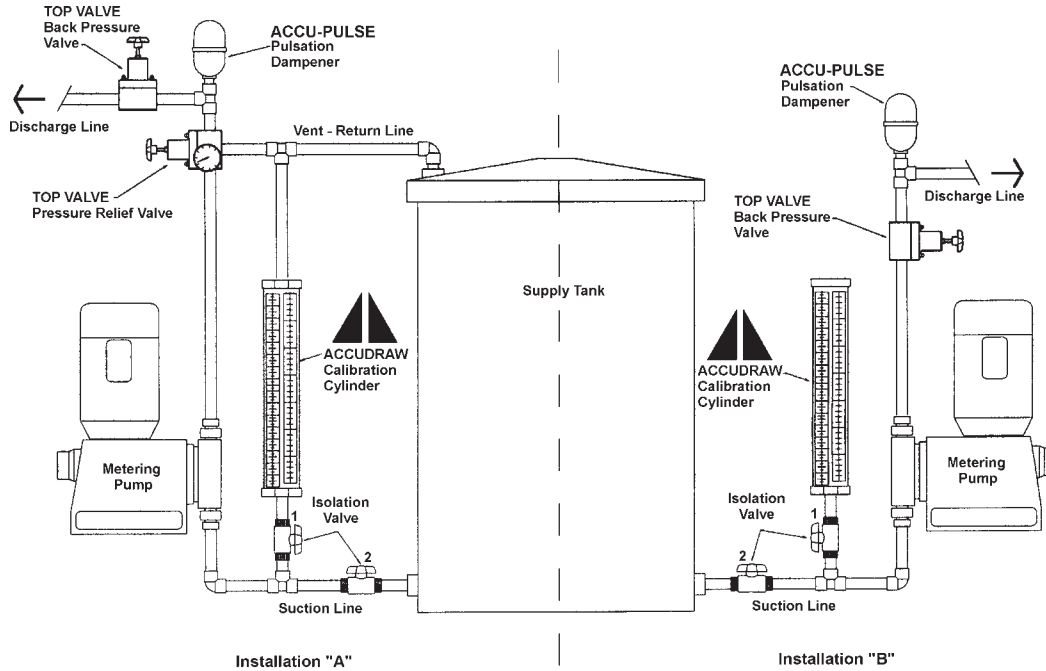 TOP VALVE
Back Pressure
Valve
ACCU-PULSE
Pulsation
Dampener
Discharge Line
Vent - Return Line
TOP VALVE
Pressure Relief Valve
ACCUDRAW
Calibration
Cylinder
Metering
Pump
Isolation
Valve
1
2
Suction Line
Installation "A"
Supply Tank
ACCU-PULSE
Pulsation
Dampener
Discharge Line
TOP VALVE
Back Pressure
Valve
ACCUDRAW
Calibration
Cylinder
Metering
Pump
Isolation
Valve
1
2
Suction Line
Installation "B"